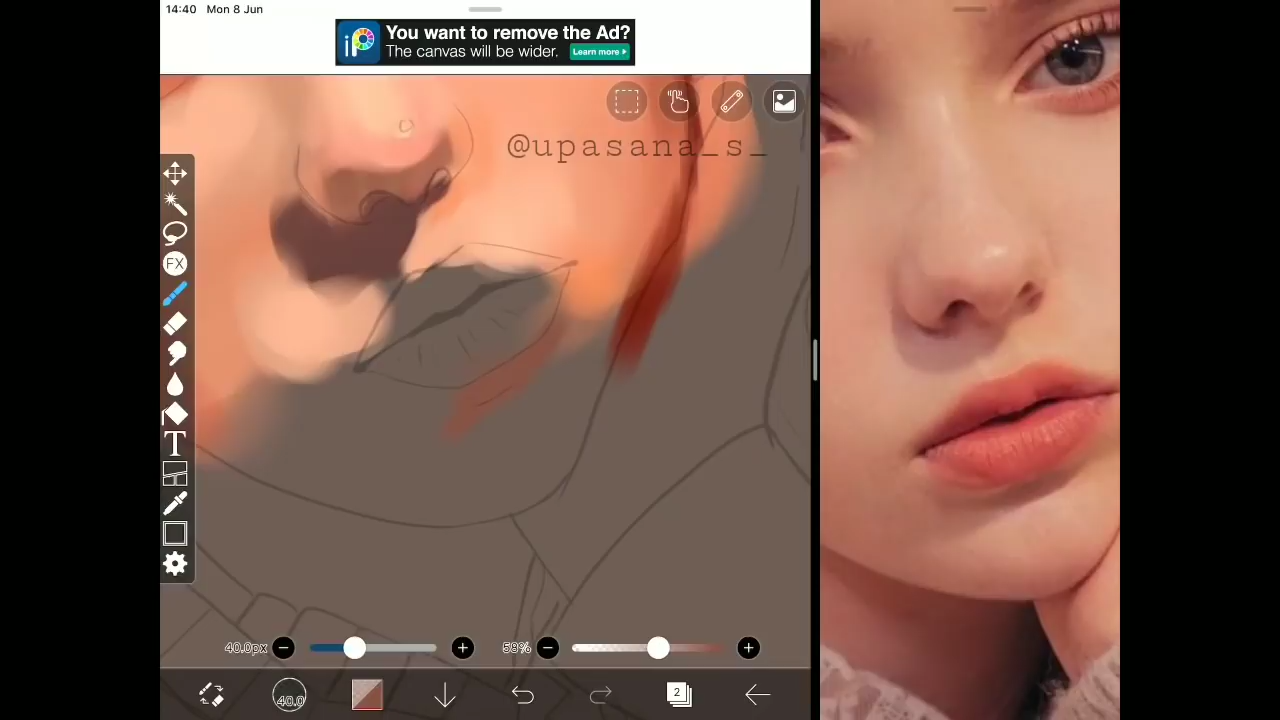 14:40 Mon 8 Jun
You want to remove the Ad?
The canvas will be wider. Learn more
@upasana_s_
FX
T
40.0px
58%
40.0
2